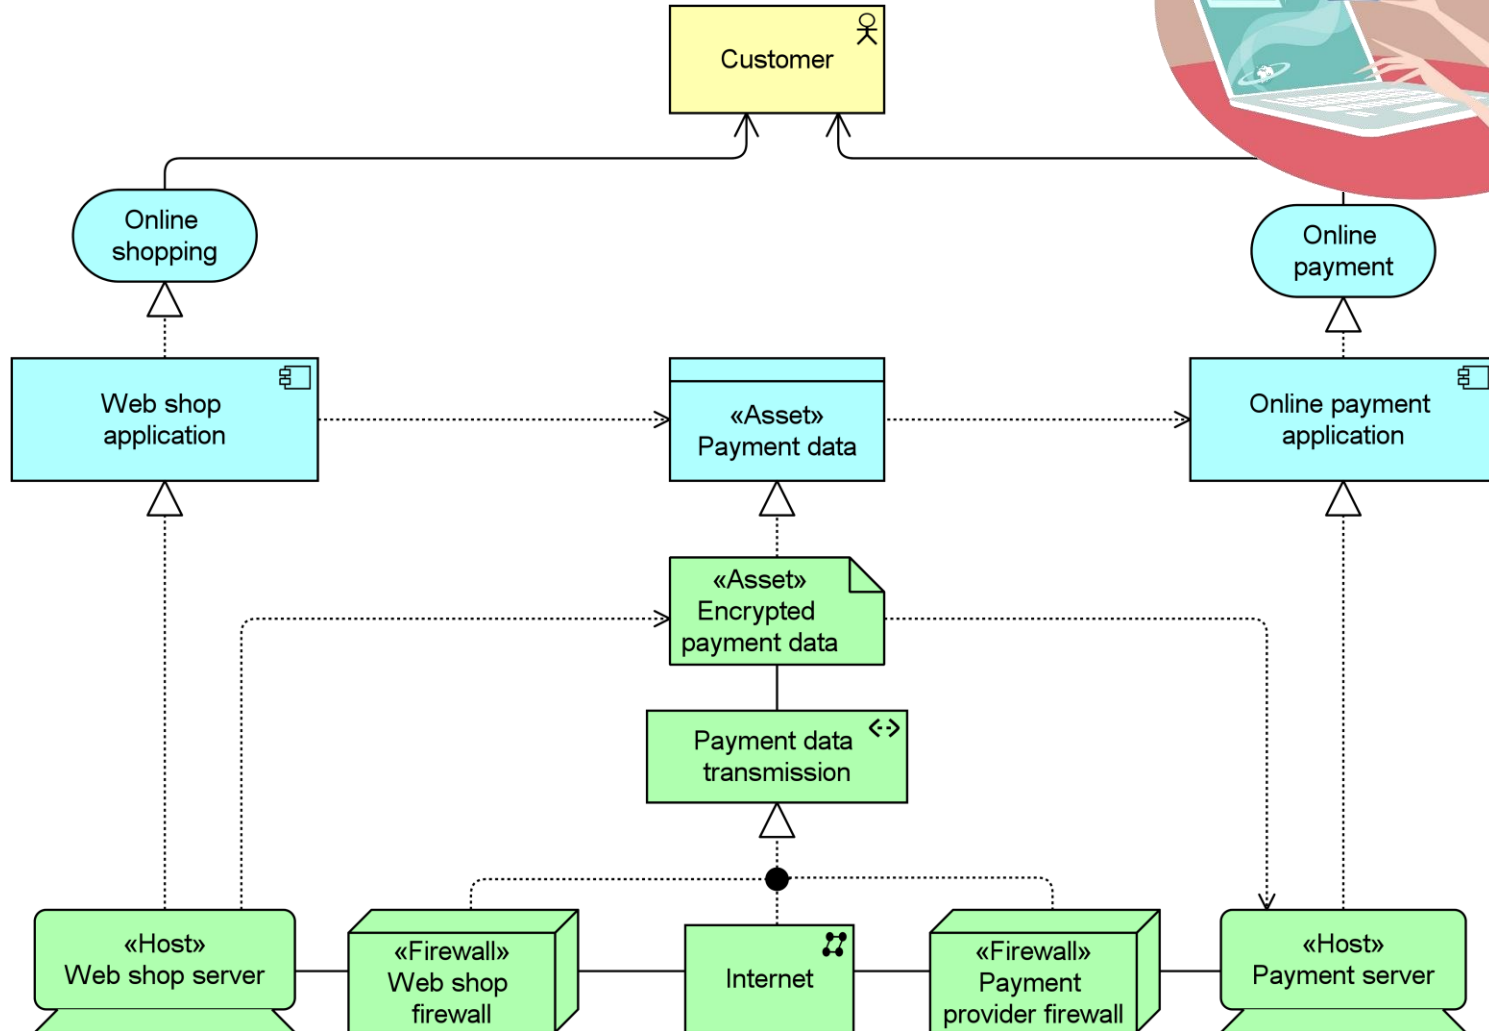 Customer
Online
shopping
Online
payment
Web shop
application
«Asset»
Payment data
Online payment
application
«Asset»
Encrypted
payment data
Payment data
transmission
«Host»
Web shop server
«Firewall»
Web shop
firewall
Internet
«Firewall»
Payment
provider firewall
«Host»
Payment server